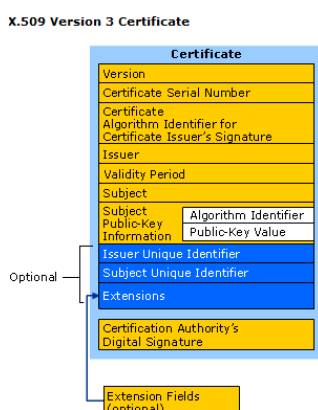 X.509 Version 3 Certificate
Certificate
Version
Certificate Serial Number
Certificate
Algorithm Identifier for
Certificate Issuer's Signature
Issuer
Validity Period
Subject
Subject
Public-Key
Information
Algorithm Identifier
Public-Key Value
Optional
Issuer Unique Identifier
Subject Unique Identifier
Extensions
Certification Authority's
Digital Signature
Extension Fields
(optional)